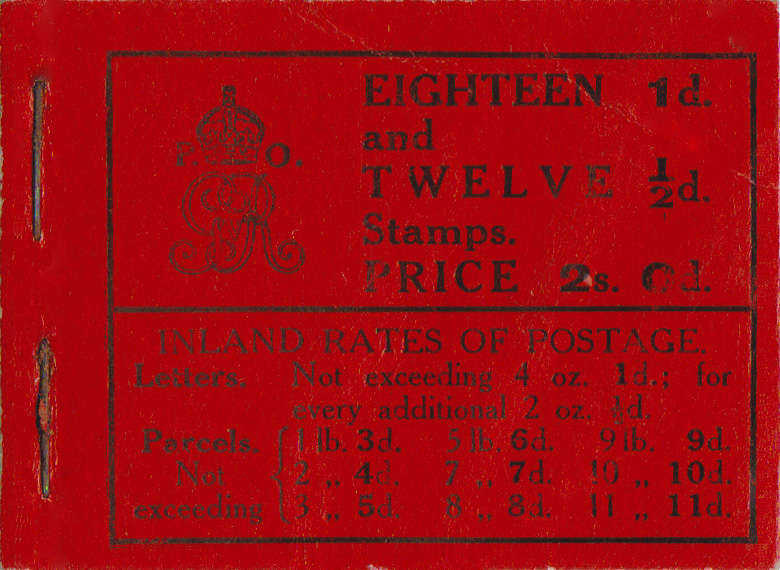 P. O.
EIGHTEEN 1d.
and
TWELVE ½d.
Stamps.
PRICE 2s. 0d.
INLAND RATES OF POSTAGE.
Letters. Not exceeding 4 oz. 1d.; for
every additional 2 oz. ½d.
Parcels. { 1 lb. 3d. 5 lb. 6d. 9 lb. 9d.
Not 2 „ 4d. 7 „ 7d. 10 „ 10d.
exceeding 3 „ 5d. 8 „ 8d. 11 „ 11d.